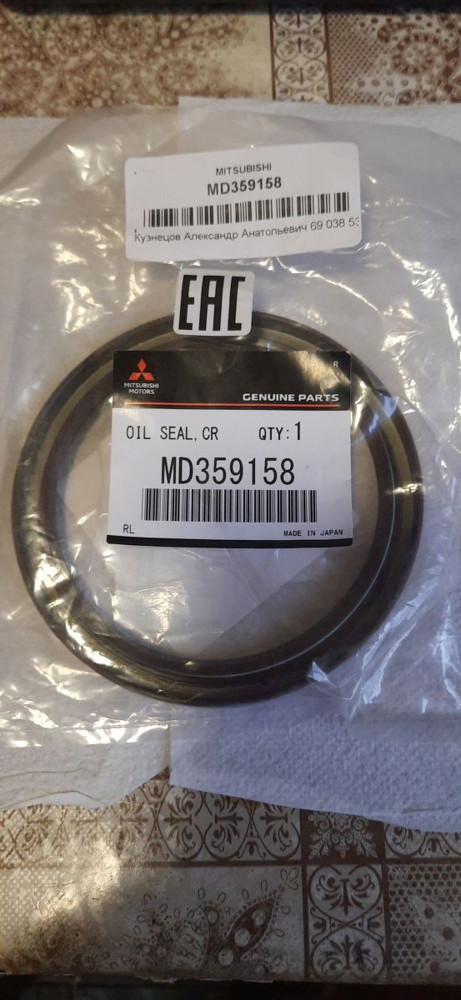 MITSUBISHI
MD359158
Кузнецов Александр Анатольевич 69 038 53
EAC
R
MITSUBISHI
MOTORS
GENUINE PARTS
OIL SEAL,CR QTY:1
MD359158
RL MADE IN JAPAN